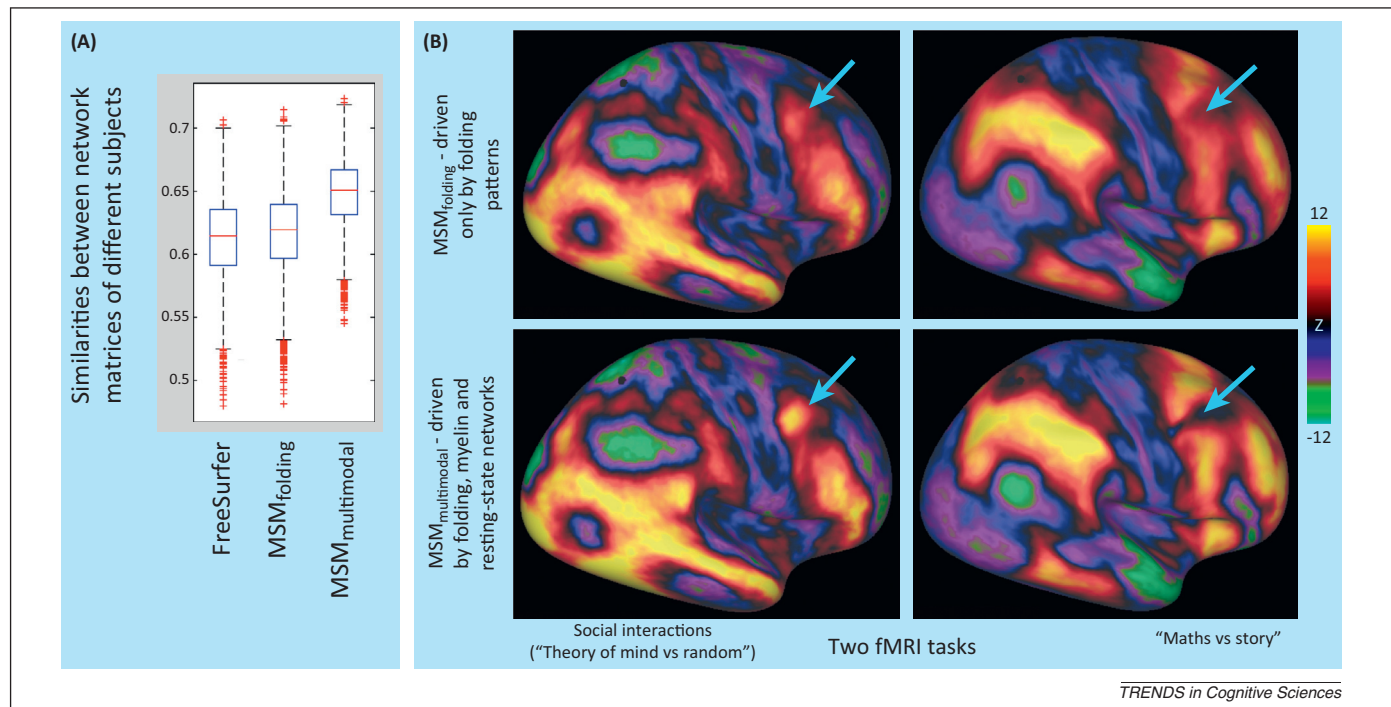 (A)
Similarities between network
matrices of different subjects
0.7
0.65
0.6
0.55
0.5
FreeSurfer
MSMfolding
MSMmultimodal
(B)
MSMfolding - driven
only by folding
patterns
MSMmultimodal - driven
by folding, myelin and
resting-state networks
12
Z
-12
Social interactions
(“Theory of mind vs random”)
Two fMRI tasks
“Maths vs story”
TRENDS in Cognitive Sciences